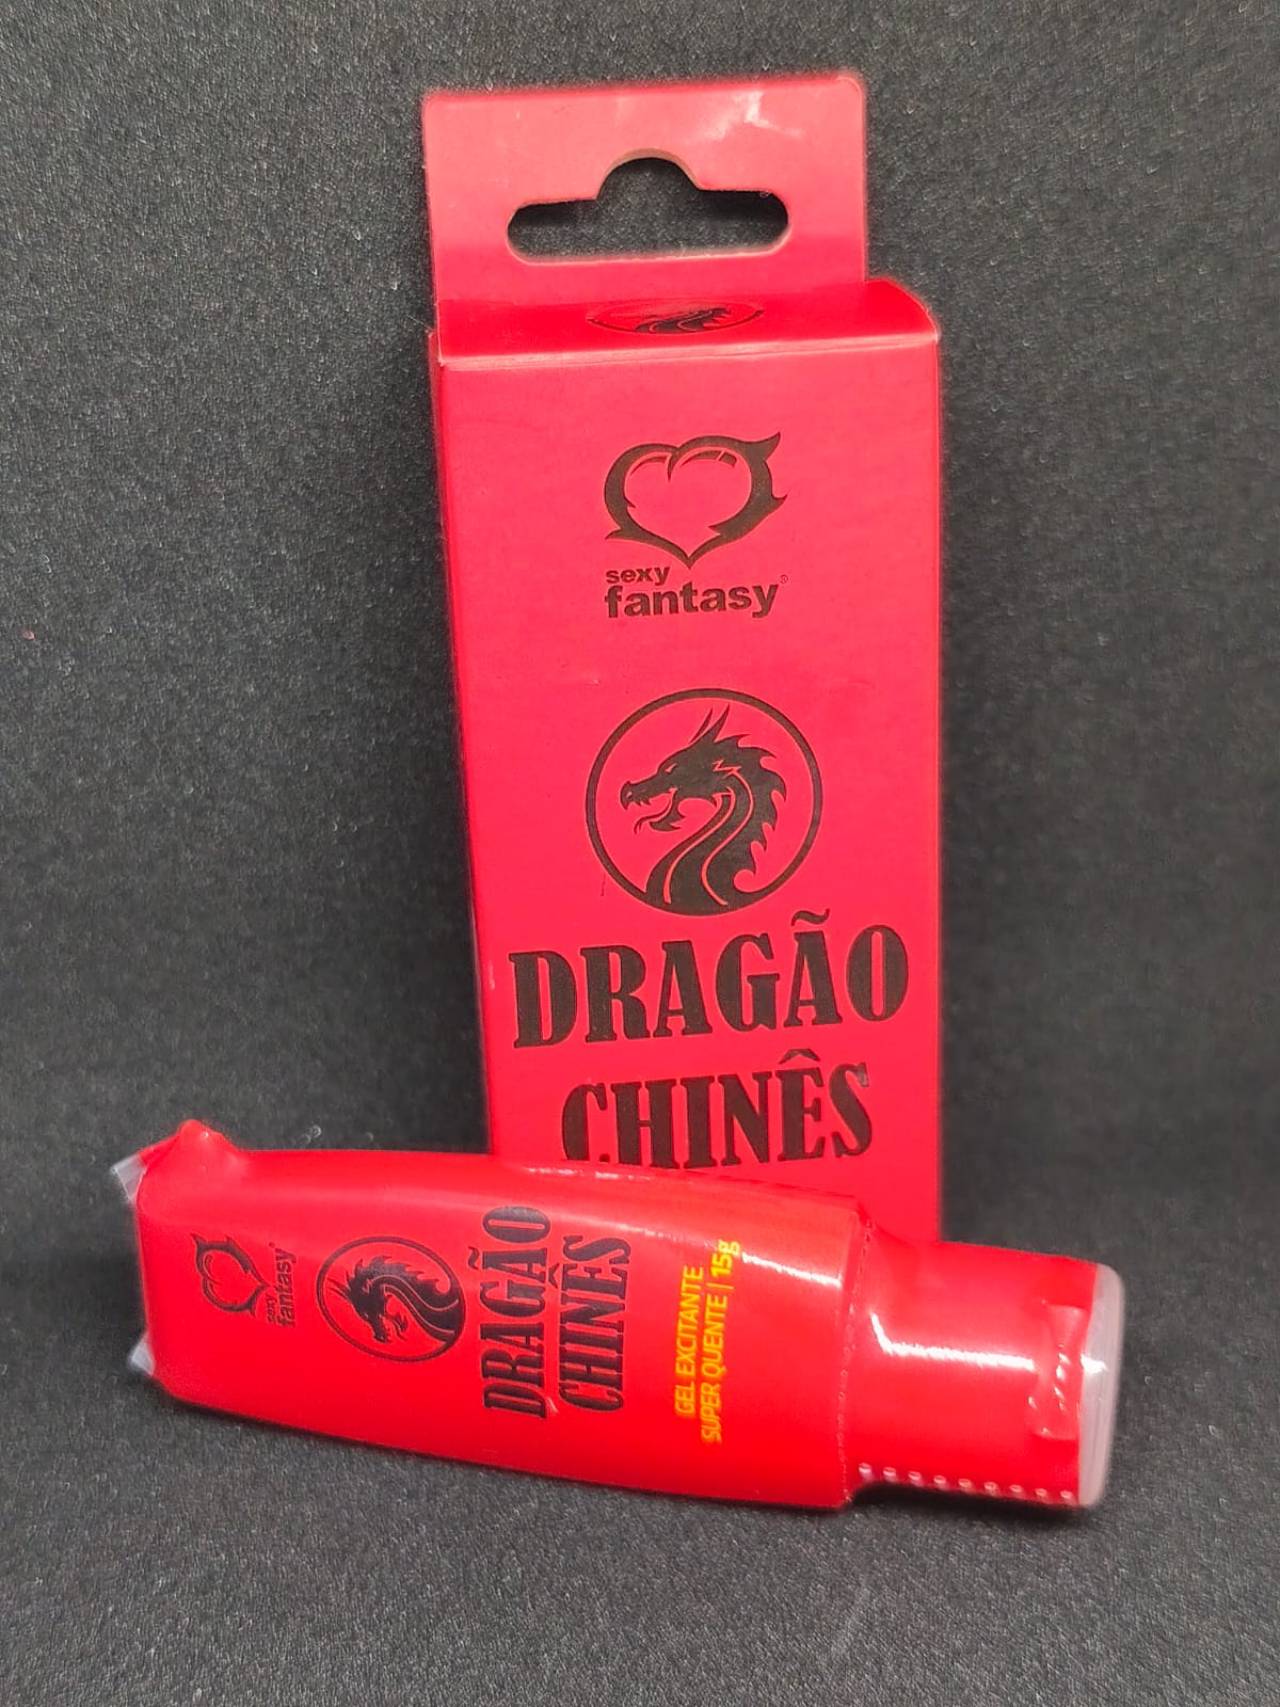 sexy
fantasy®
DRAGÃO
CHINÊS
sexy
fantasy
DRAGÃO
CHINÊS
GEL EXCITANTE
SUPER QUENTE | 15g